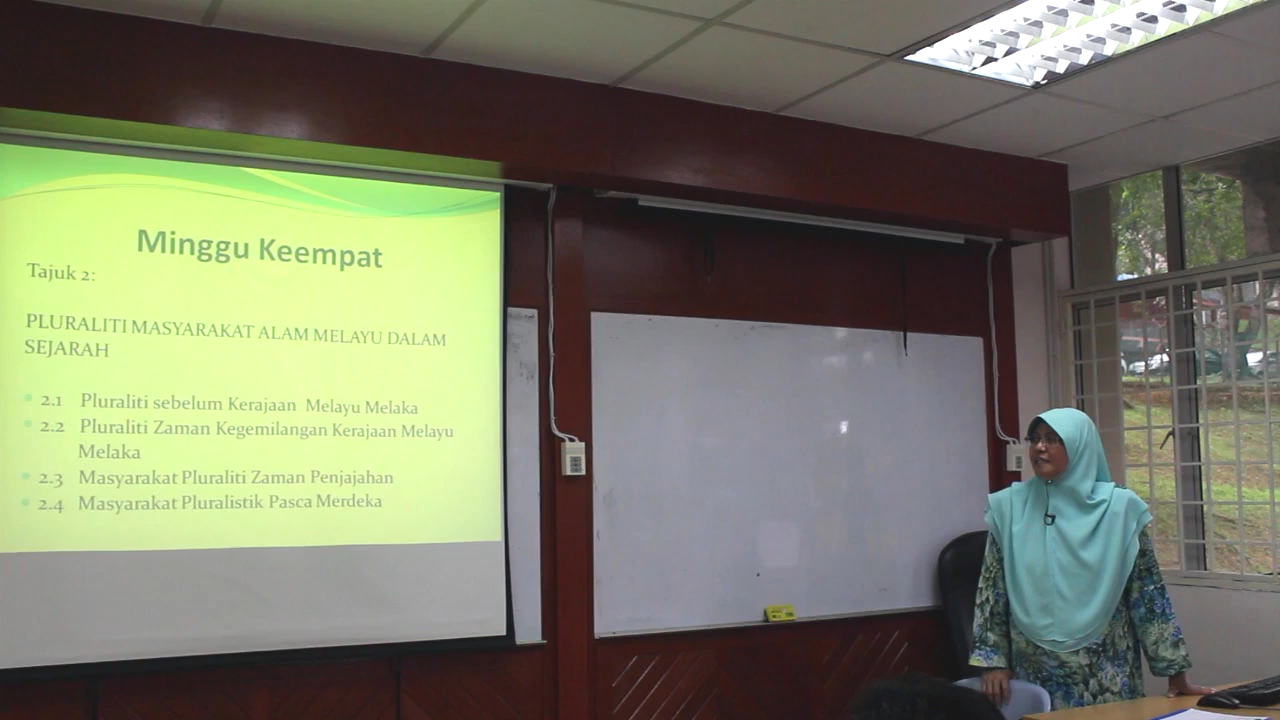 Minggu Keempat
Tajuk 2:
PLURALITI MASYARAKAT ALAM MELAYU DALAM
SEJARAH
2.1 Pluraliti sebelum Kerajaan Melayu Melaka
2.2 Pluraliti Zaman Kegemilangan Kerajaan Melayu
Melaka
2.3 Masyarakat Pluraliti Zaman Penjajahan
2.4 Masyarakat Pluralistik Pasca Merdeka